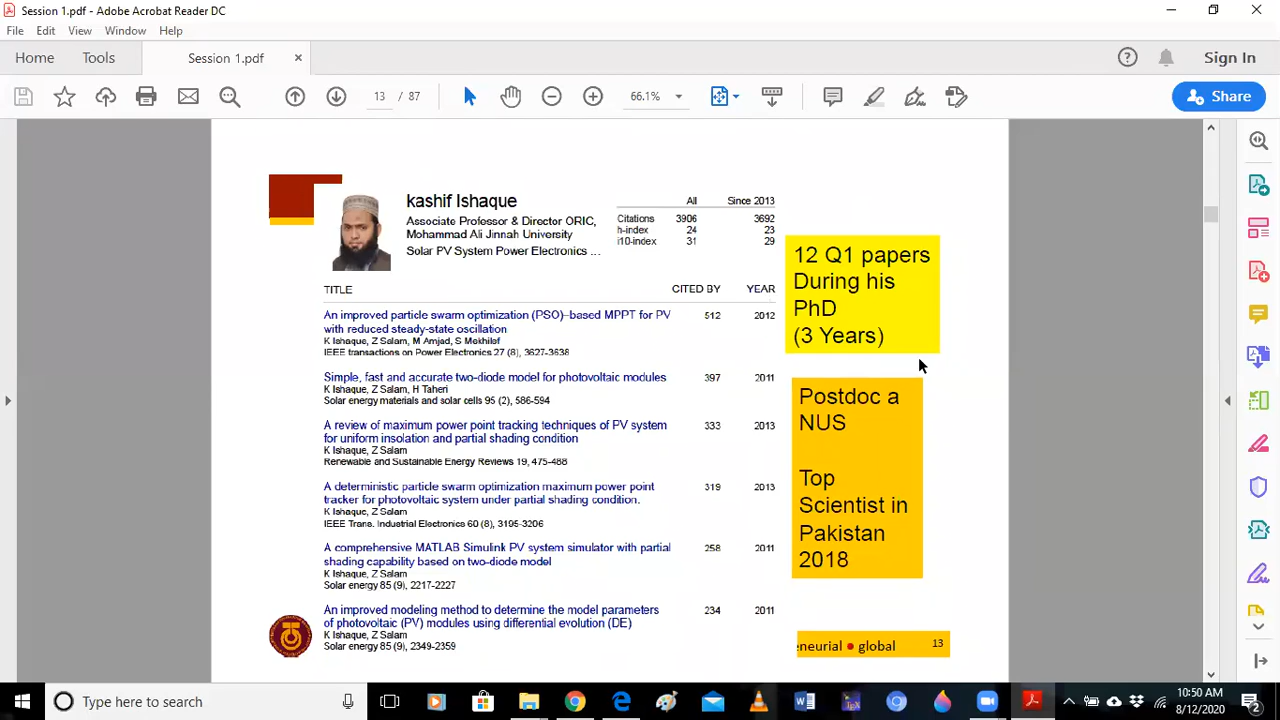 Session 1.pdf - Adobe Acrobat Reader DC
File Edit View Window Help
Home Tools Session 1.pdf × Sign In
13 / 87 66.1% Share
kashif Ishaque
Associate Professor & Director ORIC,
Mohammad Ali Jinnah University
Solar PV System Power Electronics ...
All Since 2013
Citations 3906 3692
h-index 24 23
i10-index 31 29
TITLE CITED BY YEAR
An improved particle swarm optimization (PSO)–based MPPT for PV 512 2012
with reduced steady-state oscillation
K Ishaque, Z Salam, M Amjad, S Mekhilef
IEEE transactions on Power Electronics 27 (8), 3627-3638
Simple, fast and accurate two-diode model for photovoltaic modules 397 2011
K Ishaque, Z Salam, H Taheri
Solar energy materials and solar cells 95 (2), 586-594
A review of maximum power point tracking techniques of PV system 333 2013
for uniform insolation and partial shading condition
K Ishaque, Z Salam
Renewable and Sustainable Energy Reviews 19, 475-488
A deterministic particle swarm optimization maximum power point 319 2013
tracker for photovoltaic system under partial shading condition.
K Ishaque, Z Salam
IEEE Trans. Industrial Electronics 60 (8), 3195-3206
A comprehensive MATLAB Simulink PV system simulator with partial 258 2011
shading capability based on two-diode model
K Ishaque, Z Salam
Solar energy 85 (9), 2217-2227
An improved modeling method to determine the model parameters 234 2011
of photovoltaic (PV) modules using differential evolution (DE)
K Ishaque, Z Salam
Solar energy 85 (9), 2349-2359
12 Q1 papers
During his
PhD
(3 Years)
Postdoc a
NUS
Top
Scientist in
Pakistan
2018
eneurial ● global 13
Type here to search
10:50 AM
8/12/2020
2